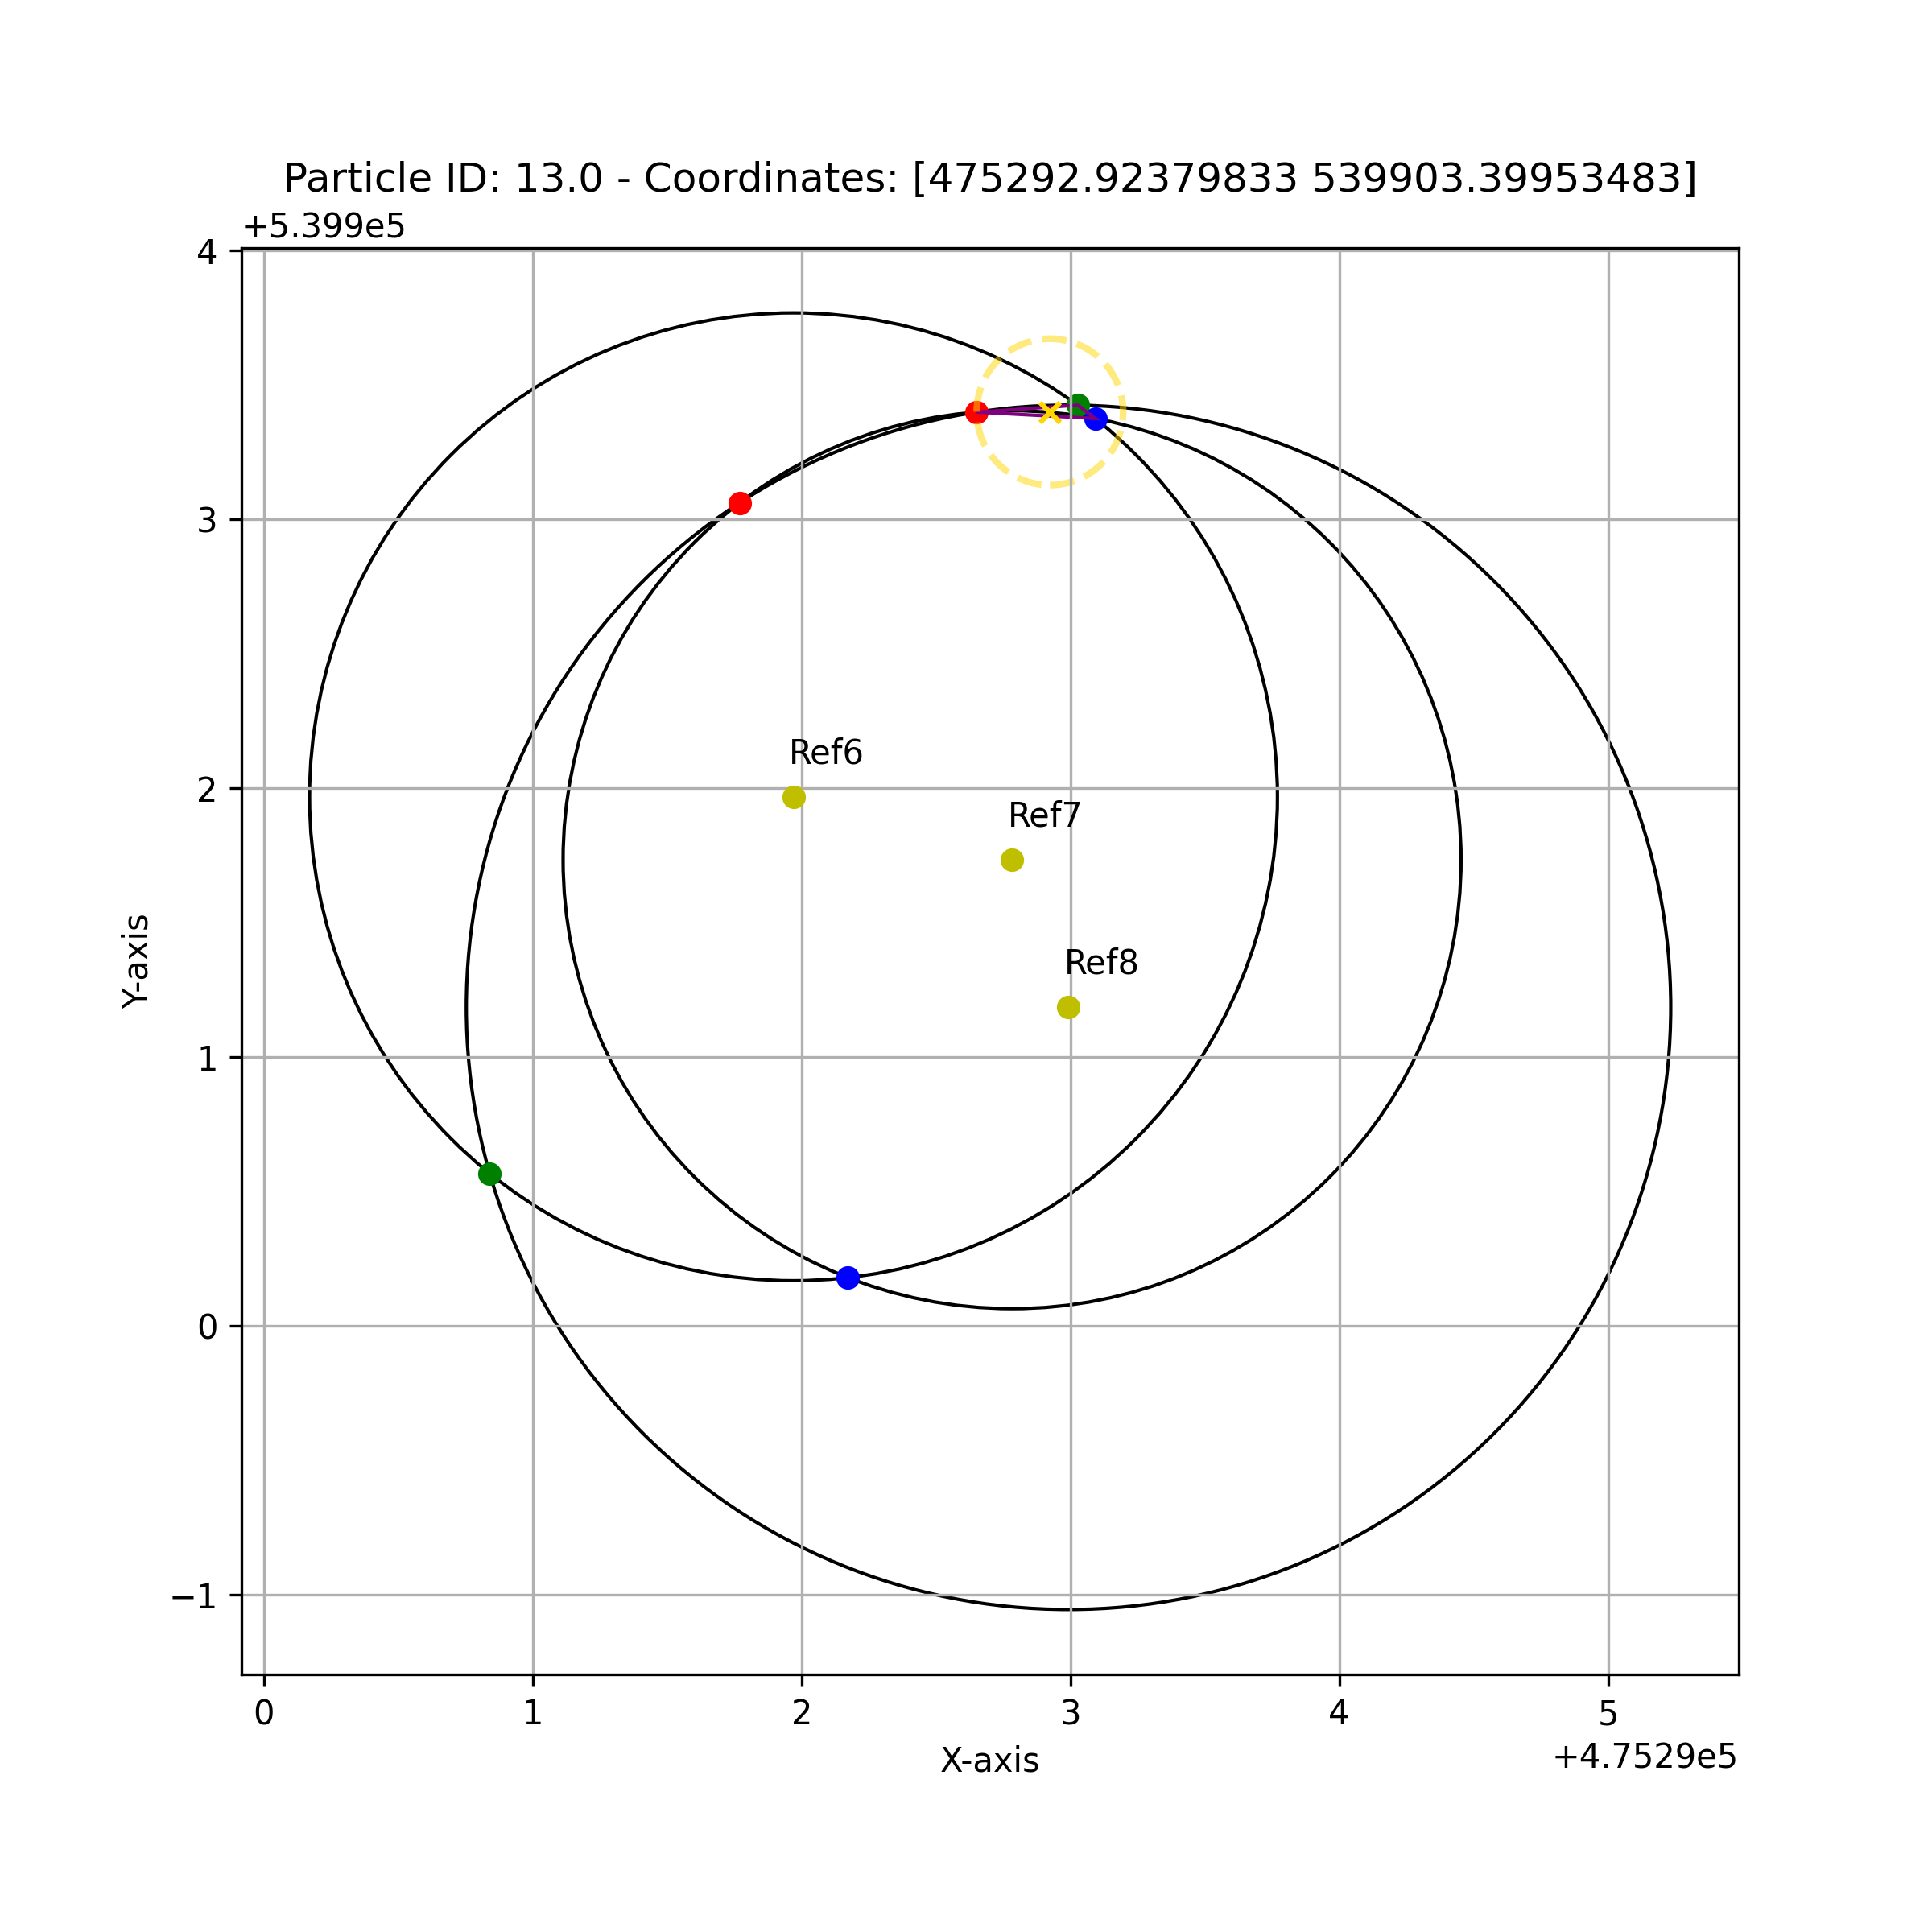 Particle ID: 13.0 - Coordinates: [475292.92379833 539903.39953483]
+5.399e5
4
3
2
1
0
−1
Ref6
Ref7
Ref8
Y-axis
0 1 2 3 4 5
X-axis
+4.7529e5